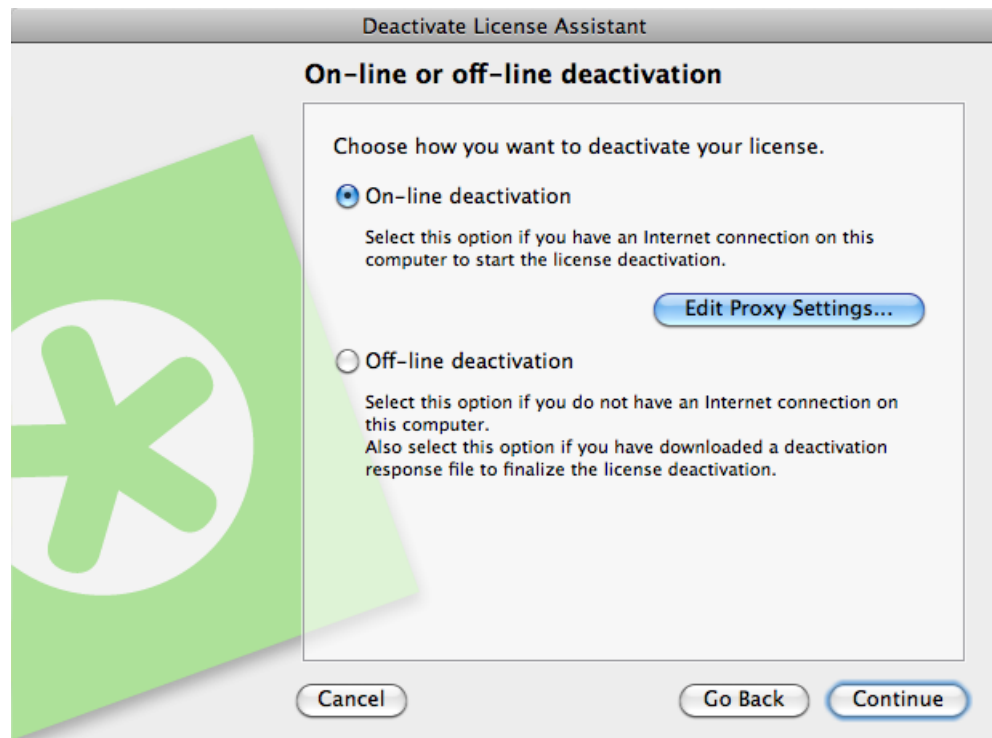 Deactivate License Assistant
On-line or off-line deactivation
Choose how you want to deactivate your license.
On-line deactivation
Select this option if you have an Internet connection on this
computer to start the license deactivation.
Edit Proxy Settings...
Off-line deactivation
Select this option if you do not have an Internet connection on
this computer.
Also select this option if you have downloaded a deactivation
response file to finalize the license deactivation.
Cancel
Go Back
Continue